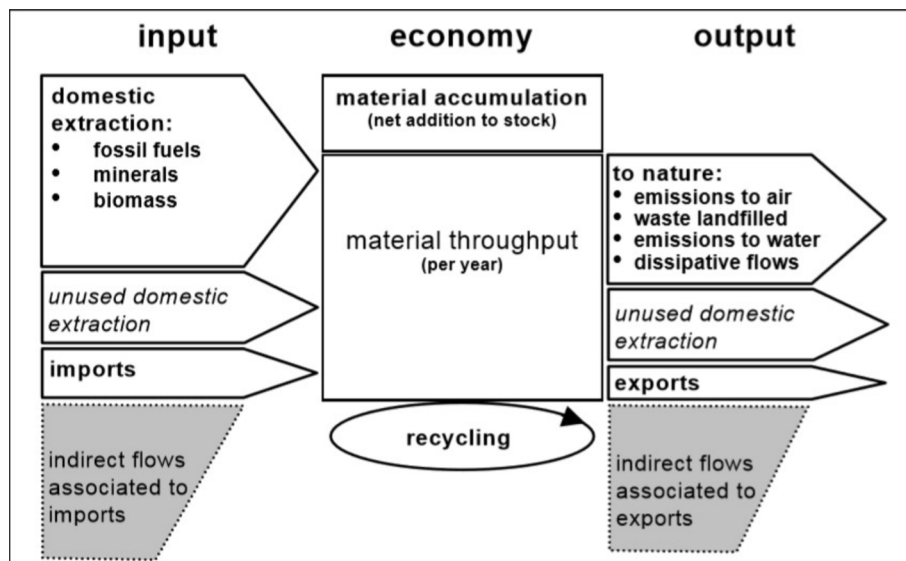 input
economy
output
domestic
extraction:
• fossil fuels
• minerals
• biomass
unused domestic
extraction
imports
indirect flows
associated to
imports
material accumulation
(net addition to stock)
material throughput
(per year)
recycling
to nature:
• emissions to air
• waste landfilled
• emissions to water
• dissipative flows
unused domestic
extraction
exports
indirect flows
associated to
exports